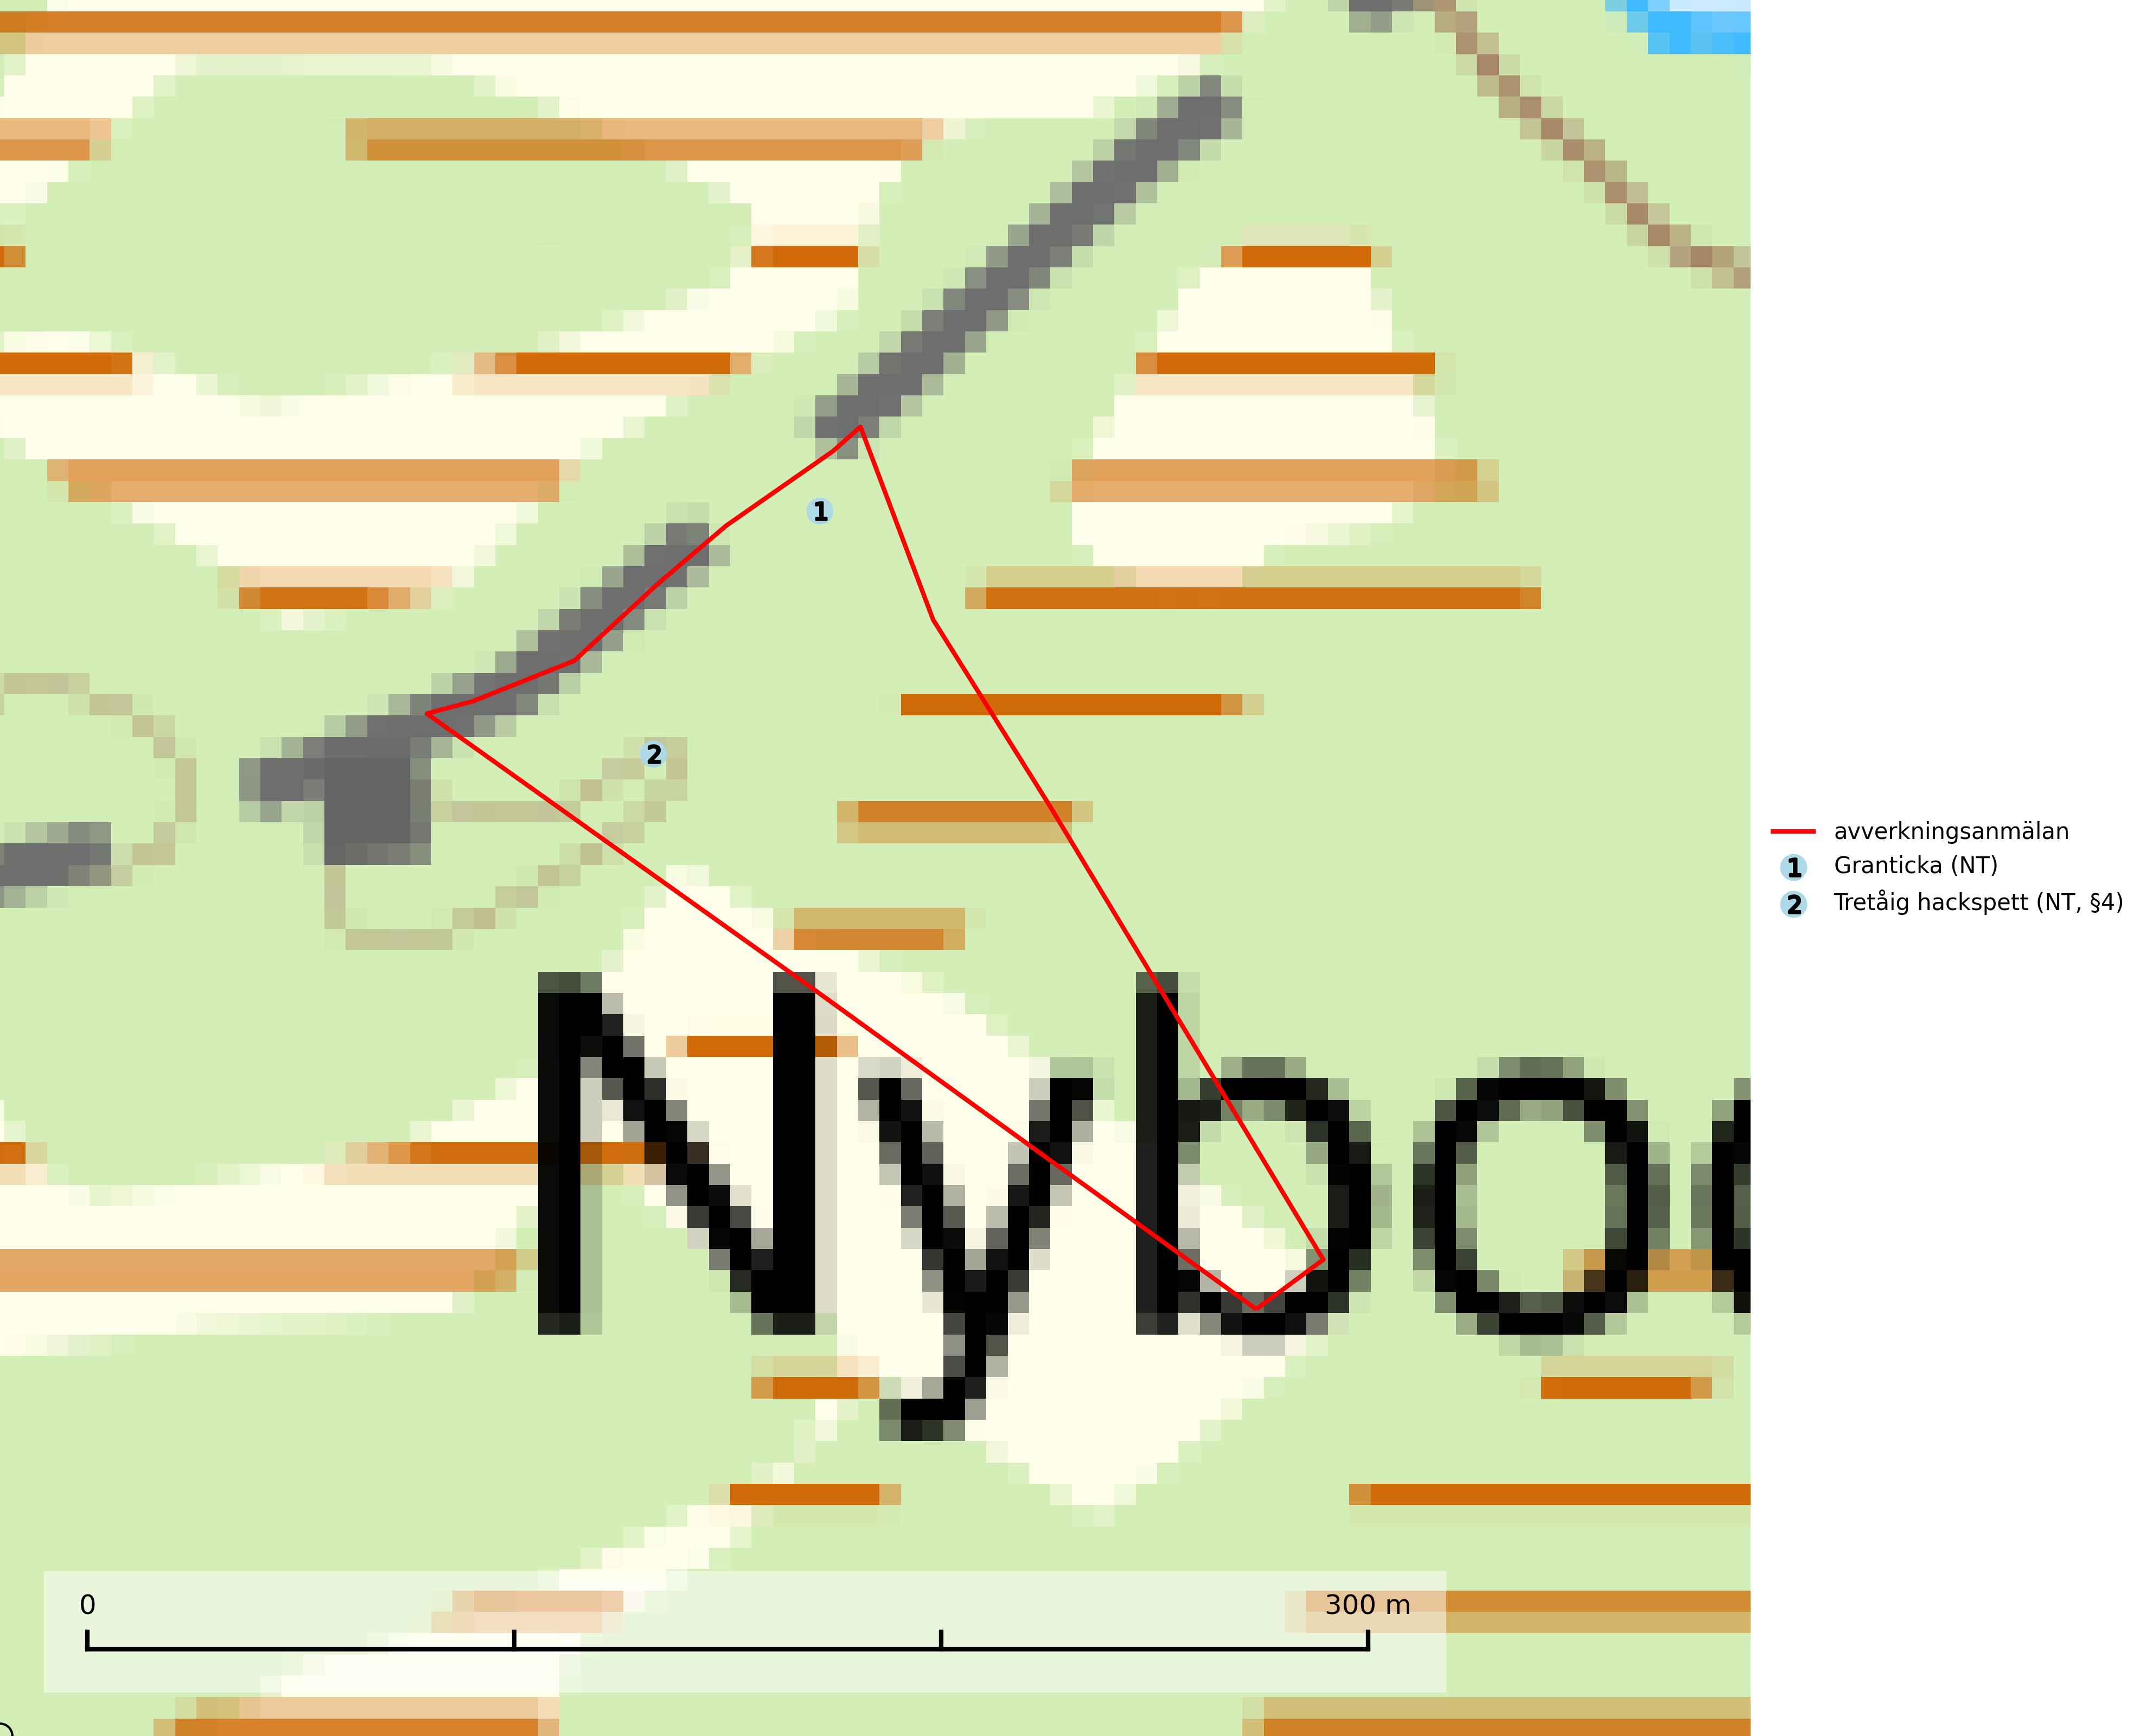 1
2
avverkningsanmälan
1 Granticka (NT)
2 Tretåig hackspett (NT, §4)
Nybo
0 300 m